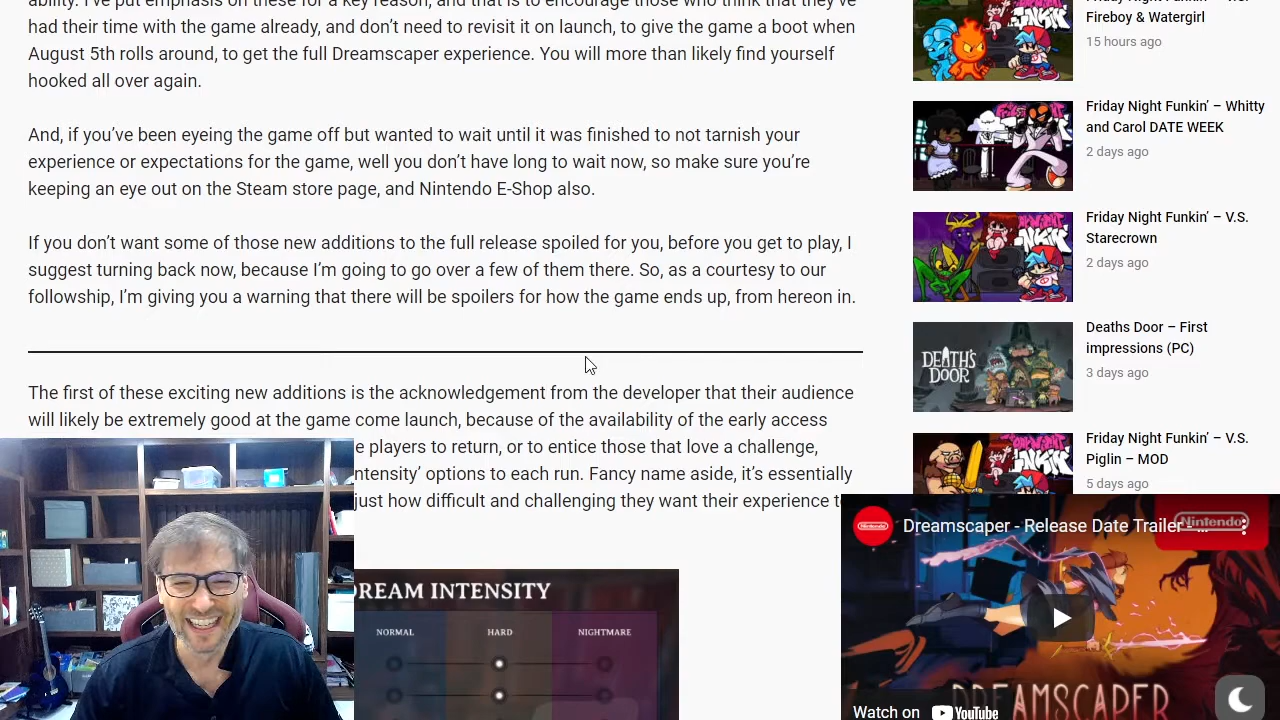 ability. I've put emphasis on these for a key reason, and that is to encourage those who think that they've
had their time with the game already and don't need to revisit it on launch, to give the game a boot when
August 5th rolls around, to get the full Dreamscaper experience. You will more than likely find yourself
hooked all over again.
And, if you've been eyeing the game off but wanted to wait until it was finished to not tarnish your
experience or expectations for the game, well you don't have long to wait now, so make sure you're
keeping an eye out on the Steam store page, and Nintendo E-Shop also.
If you don't want some of those new additions to the full release spoiled for you, before you get to play, I
suggest turning back now, because I'm going to go over a few of them there. So, as a courtesy to our
followship, I'm giving you a warning that there will be spoilers for how the game ends up, from hereon in.
The first of these exciting new additions is the acknowledgement from the developer that their audience
will likely be extremely good at the game come launch, because of the availability of the early access
e players to return, or to entice those that love a challenge,
ntensity' options to each run. Fancy name aside, it's essentially
just how difficult and challenging they want their experience t
DREAM INTENSITY
NORMAL
HARD
NIGHTMARE
Friday Night Funkin' – V.S.
Fireboy & Watergirl
15 hours ago
Friday Night Funkin' – Whitty
and Carol DATE WEEK
2 days ago
Friday Night Funkin' – V.S.
Starecrown
2 days ago
DEATH'S
DOOR
Deaths Door – First
impressions (PC)
3 days ago
Friday Night Funkin' – V.S.
Piglin – MOD
5 days ago
Nintendo
Dreamscaper - Release Date Trailer - ...
Nintendo
DREAMSCAPER
Watch on YouTube